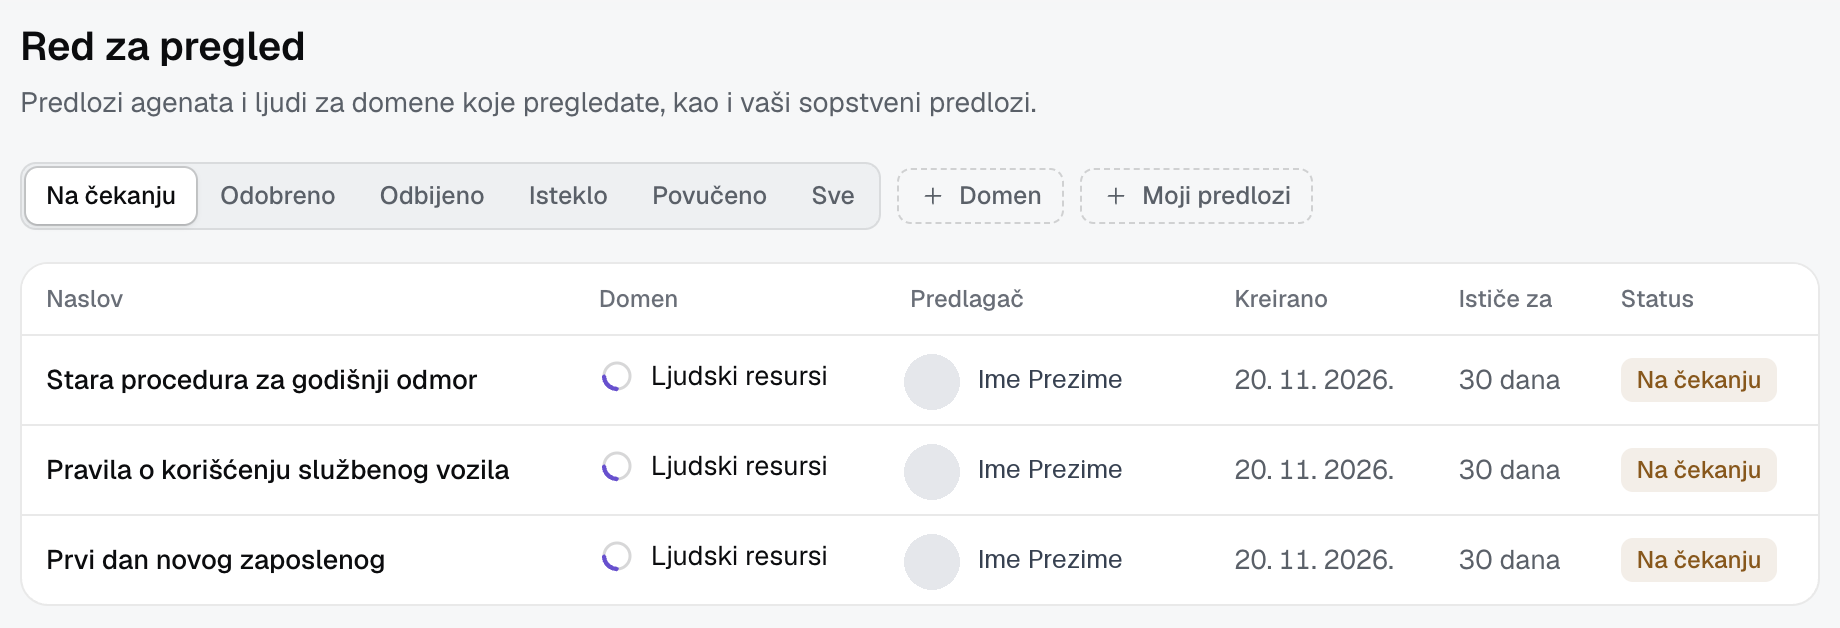 Red za pregled
Predlozi agenata i ljudi za domene koje pregledate, kao i vaši sopstveni predlozi.
Na čekanju Odobreno Odbijeno Isteklo Povučeno Sve + Domen + Moji predlozi
Naslov Domen Predlagač Kreirano Ističe za Status
Stara procedura za godišnji odmor Ljudski resursi Ime Prezime 20. 11. 2026. 30 dana Na čekanju
Pravila o korišćenju službenog vozila Ljudski resursi Ime Prezime 20. 11. 2026. 30 dana Na čekanju
Prvi dan novog zaposlenog Ljudski resursi Ime Prezime 20. 11. 2026. 30 dana Na čekanju